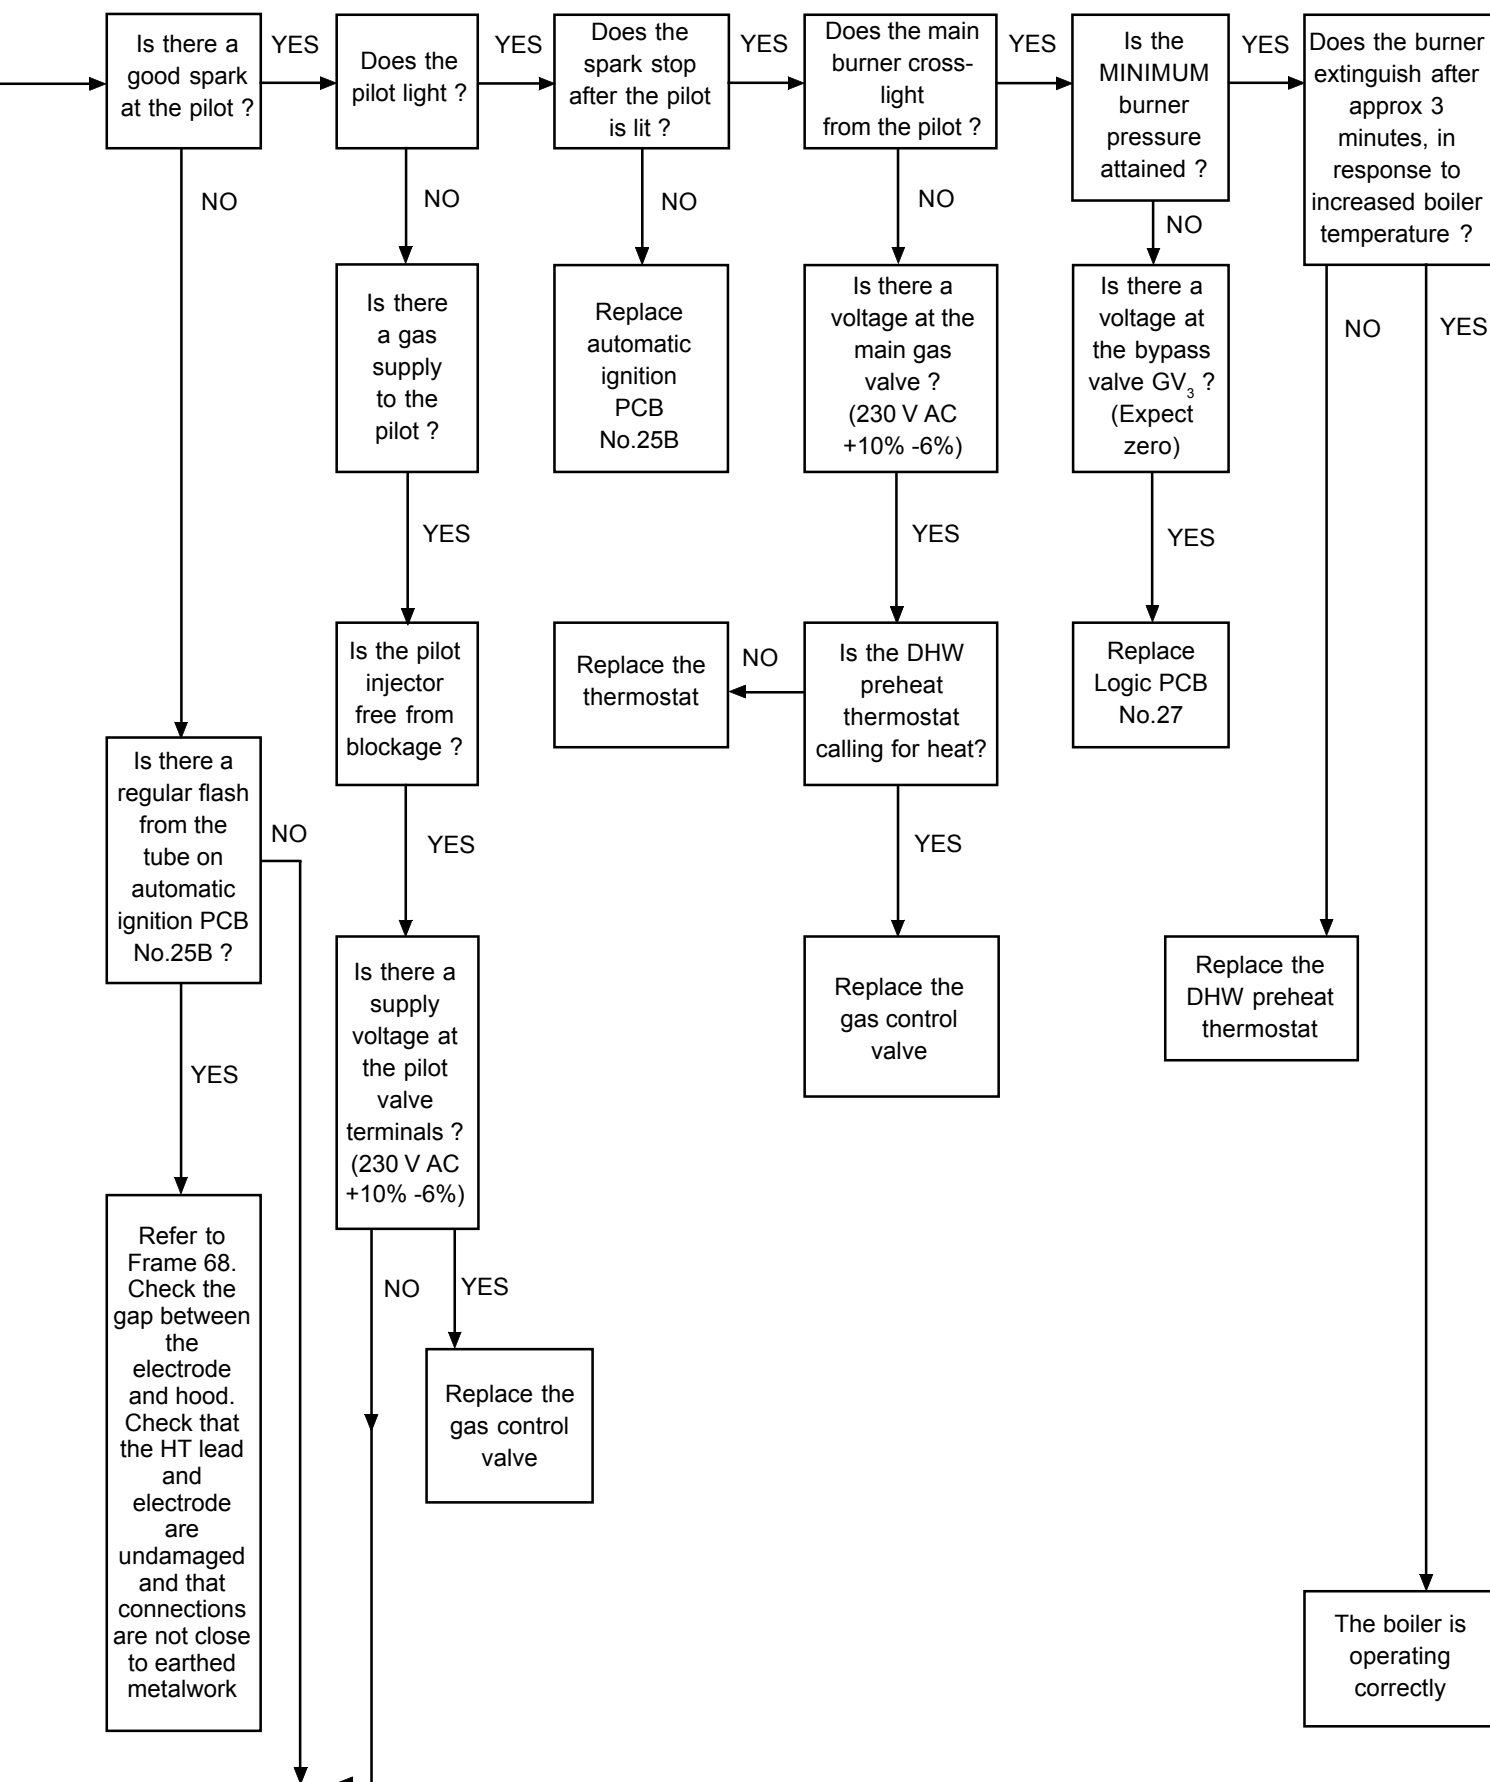 Is there a
good spark
at the pilot ?
YES
Does the
pilot light ?
YES
Does the
spark stop
after the pilot
is lit ?
YES
Does the main
burner cross-
light
from the pilot ?
YES
Is the
MINIMUM
burner
pressure
attained ?
YES
Does the burner
extinguish after
approx 3
minutes, in
response to
increased boiler
temperature ?
NO
NO
NO
NO
NO
NO
YES
Is there
a gas
supply
to the
pilot ?
Replace
automatic
ignition
PCB
No.25B
Is there a
voltage at the
main gas
valve ?
(230 V AC
+10% -6%)
Is there a
voltage at
the bypass
valve GV3 ?
(Expect
zero)
YES
YES
YES
Is the pilot
injector
free from
blockage ?
Replace the
thermostat
NO
Is the DHW
preheat
thermostat
calling for heat?
Replace
Logic PCB
No.27
Is there a
regular flash
from the
tube on
automatic
ignition PCB
No.25B ?
NO
YES
YES
Is there a
supply
voltage at
the pilot
valve
terminals ?
(230 V AC
+10% -6%)
Replace the
gas control
valve
Replace the
DHW preheat
thermostat
YES
Refer to
Frame 68.
Check the
gap between
the
electrode
and hood.
Check that
the HT lead
and
electrode
are
undamaged
and that
connections
are not close
to earthed
metalwork
NO
YES
Replace the
gas control
valve
The boiler is
operating
correctly